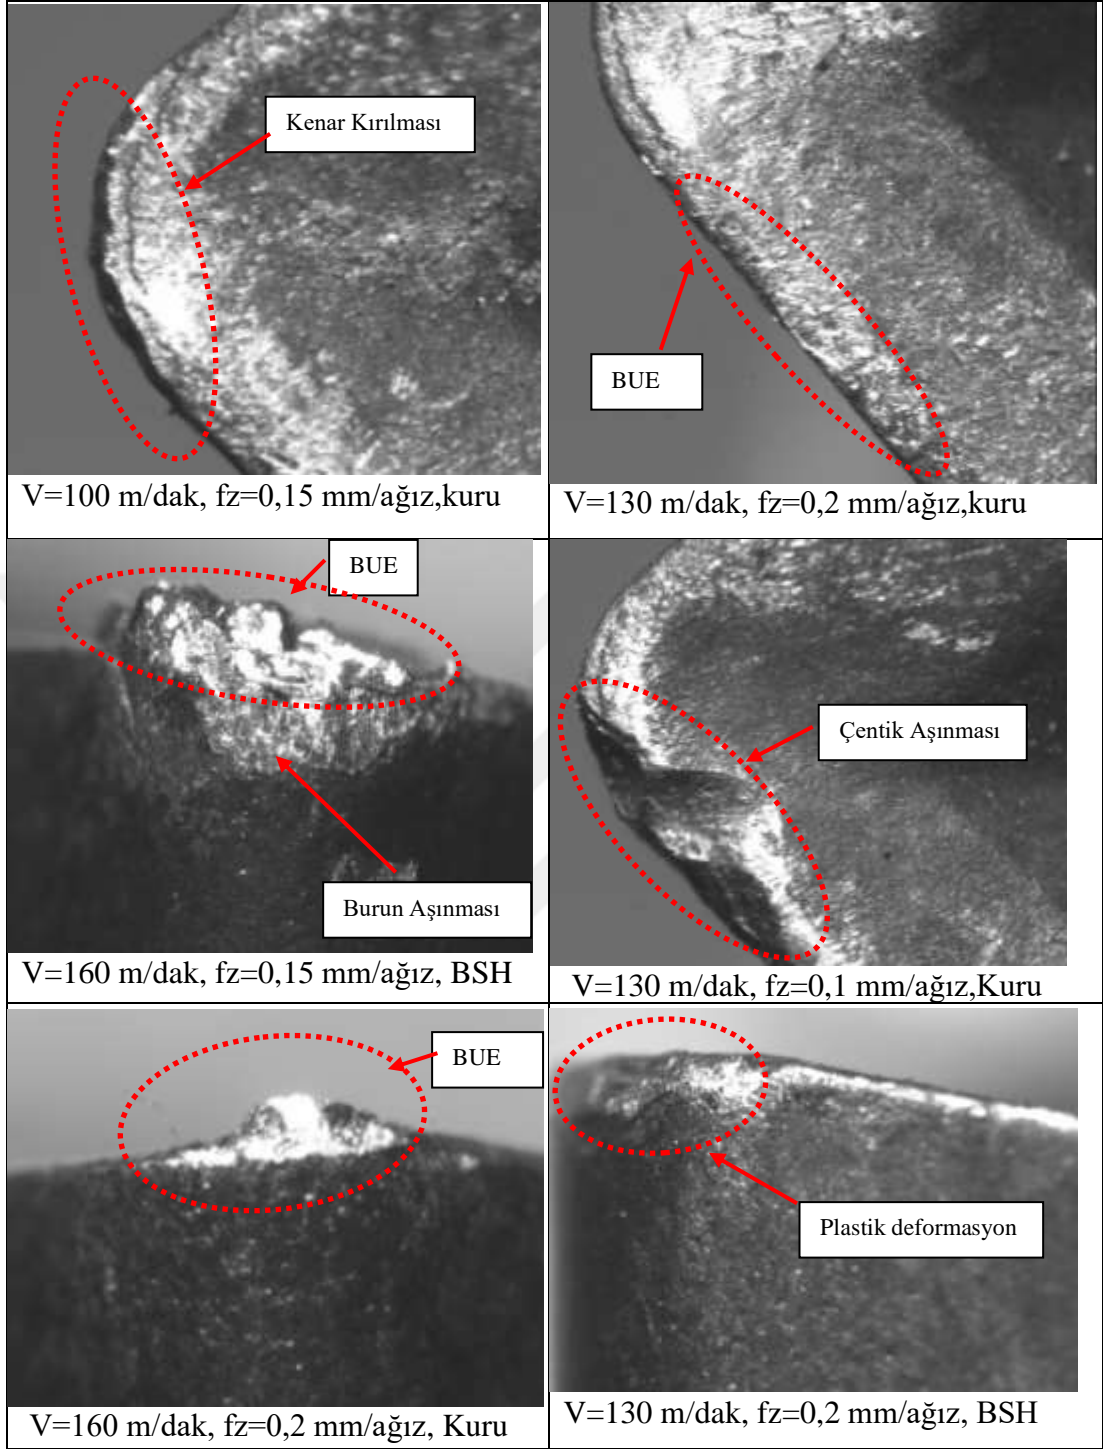 Kenar Kırılması
BUE
V=100 m/dak, fz=0,15 mm/ağız,kuru
V=130 m/dak, fz=0,2 mm/ağız,kuru
BUE
Burun Aşınması
Çentik Aşınması
V=160 m/dak, fz=0,15 mm/ağız, BSH
V=130 m/dak, fz=0,1 mm/ağız,Kuru
BUE
Plastik deformasyon
V=160 m/dak, fz=0,2 mm/ağız, Kuru
V=130 m/dak, fz=0,2 mm/ağız, BSH